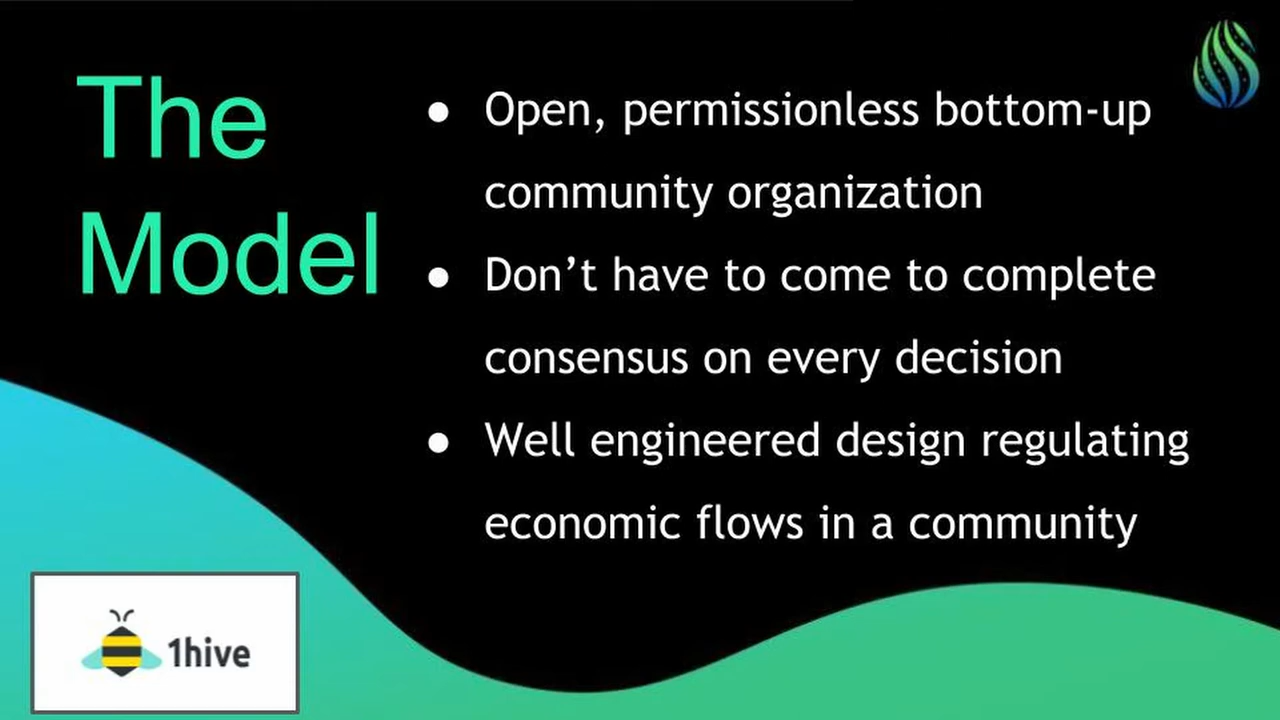 The
Model
● Open, permissionless bottom-up
community organization
● Don’t have to come to complete
consensus on every decision
● Well engineered design regulating
economic flows in a community
1hive